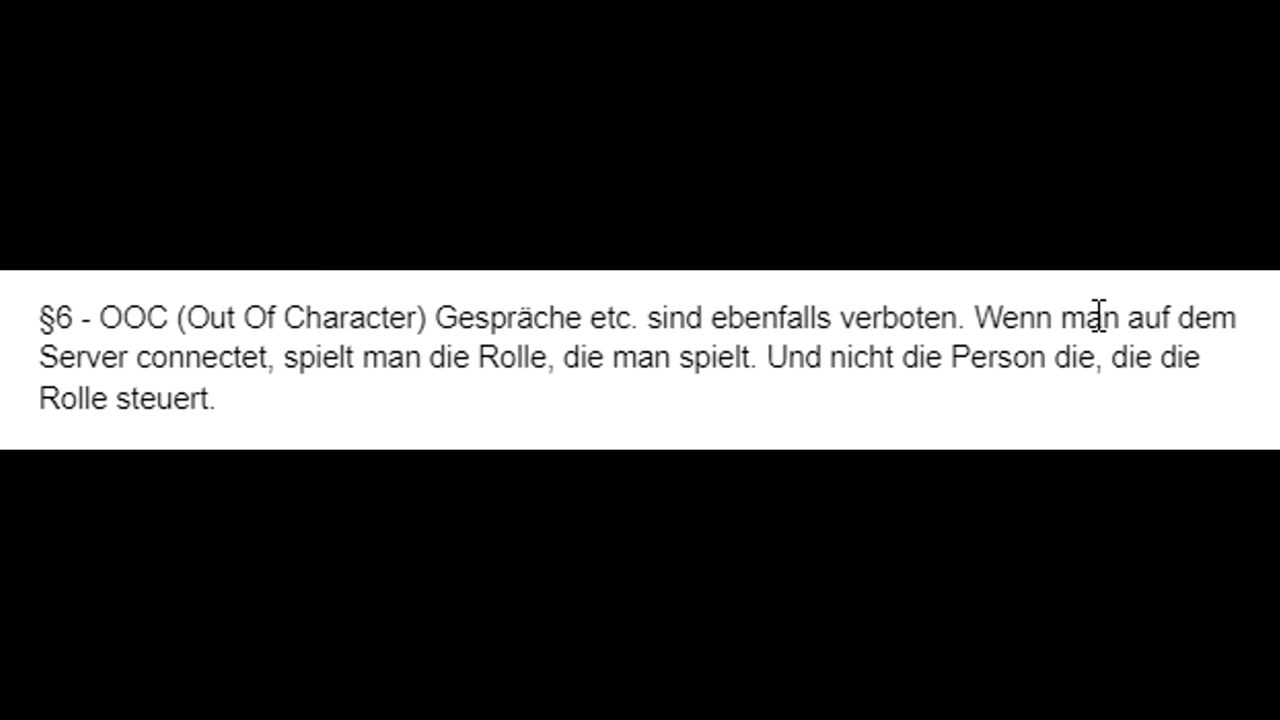 §6 - OOC (Out Of Character) Gespräche etc. sind ebenfalls verboten. Wenn man auf dem
Server connectet, spielt man die Rolle, die man spielt. Und nicht die Person die, die die
Rolle steuert.